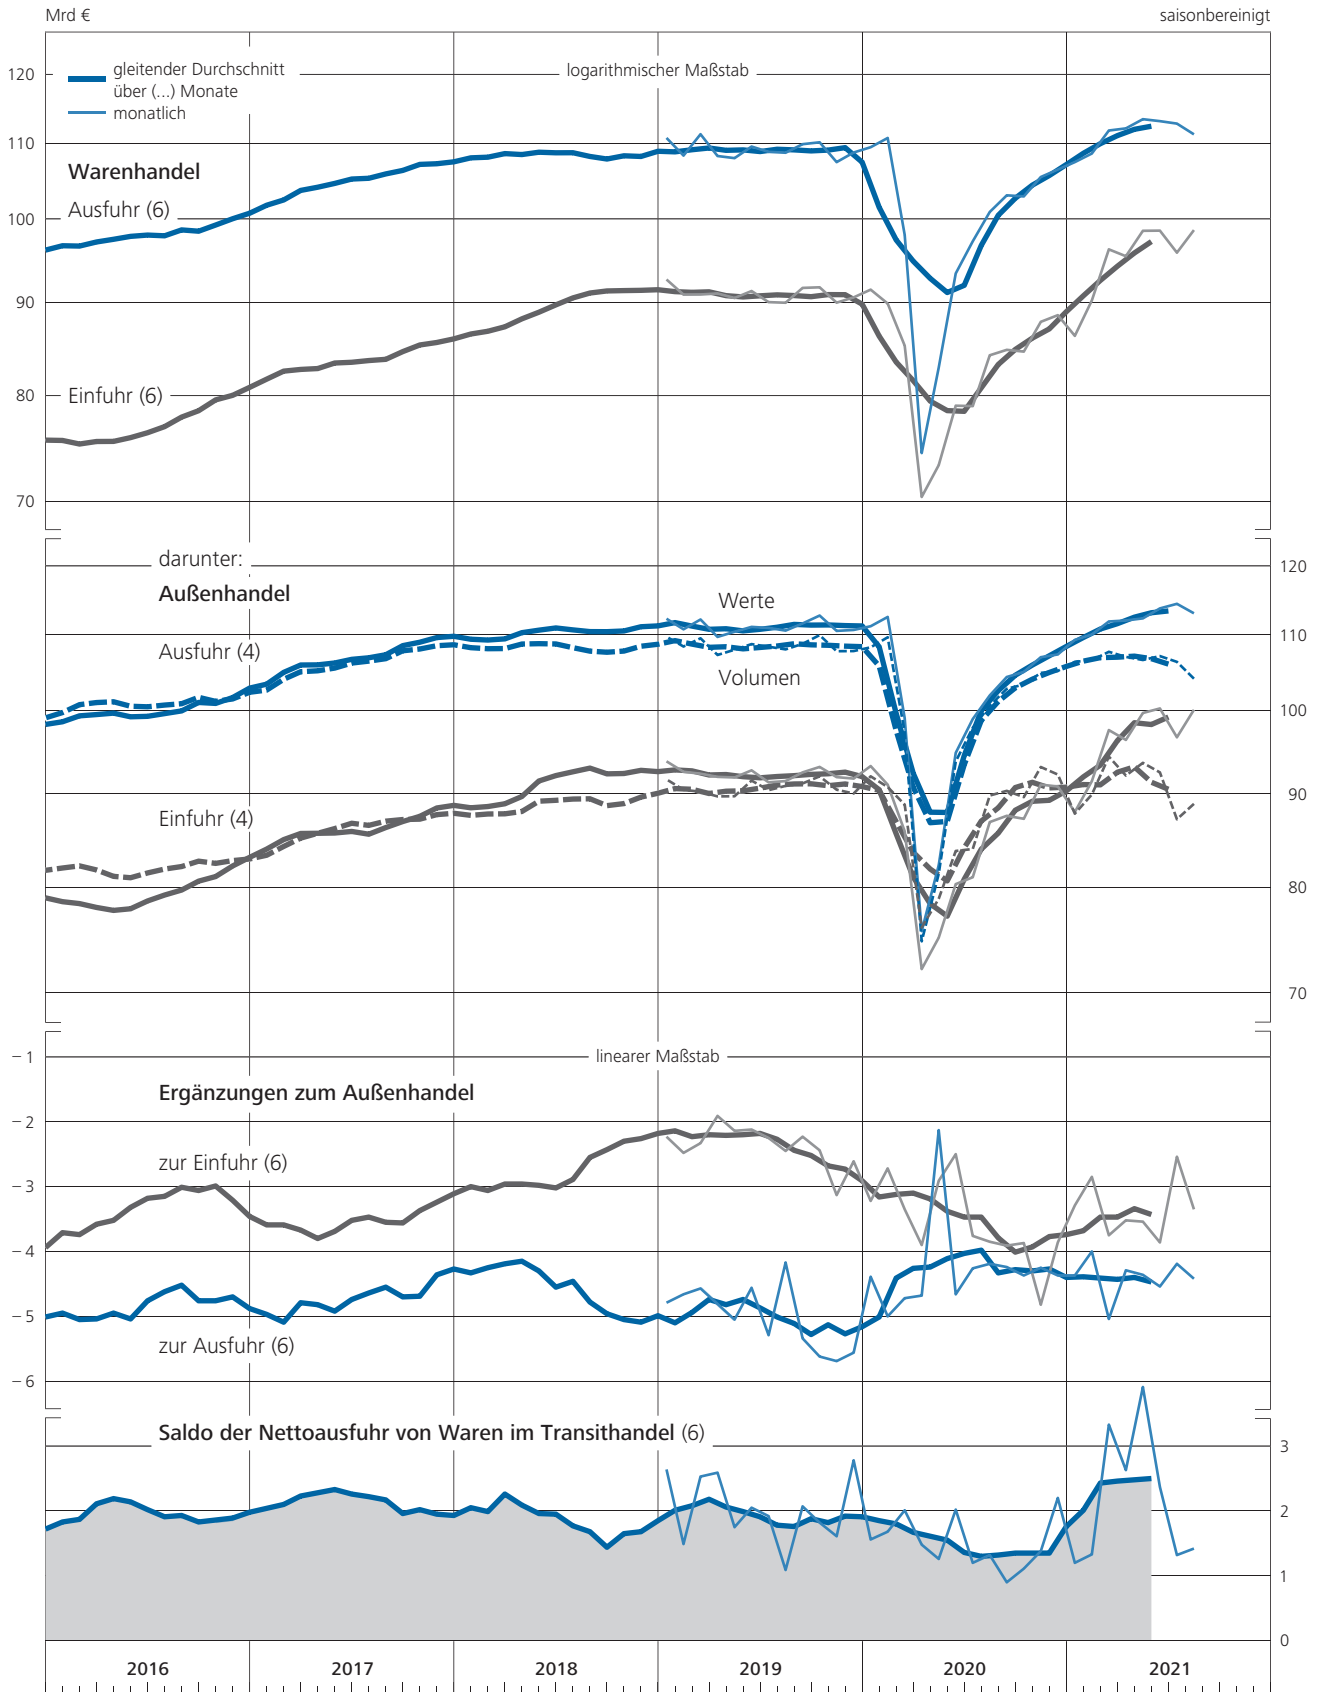 Mrd €
saisonbereinigt
120
gleitender Durchschnitt
über (...) Monate
monatlich
logarithmischer Maßstab
110
Warenhandel
Ausfuhr (6)
100
90
Einfuhr (6)
80
70
darunter:
120
Außenhandel
Werte
110
Ausfuhr (4)
Volumen
100
90
Einfuhr (4)
80
70
– 1
linearer Maßstab
Ergänzungen zum Außenhandel
– 2
zur Einfuhr (6)
– 3
– 4
– 5
zur Ausfuhr (6)
– 6
Saldo der Nettoausfuhr von Waren im Transithandel (6)
3
2
1
0
2016 2017 2018 2019 2020 2021